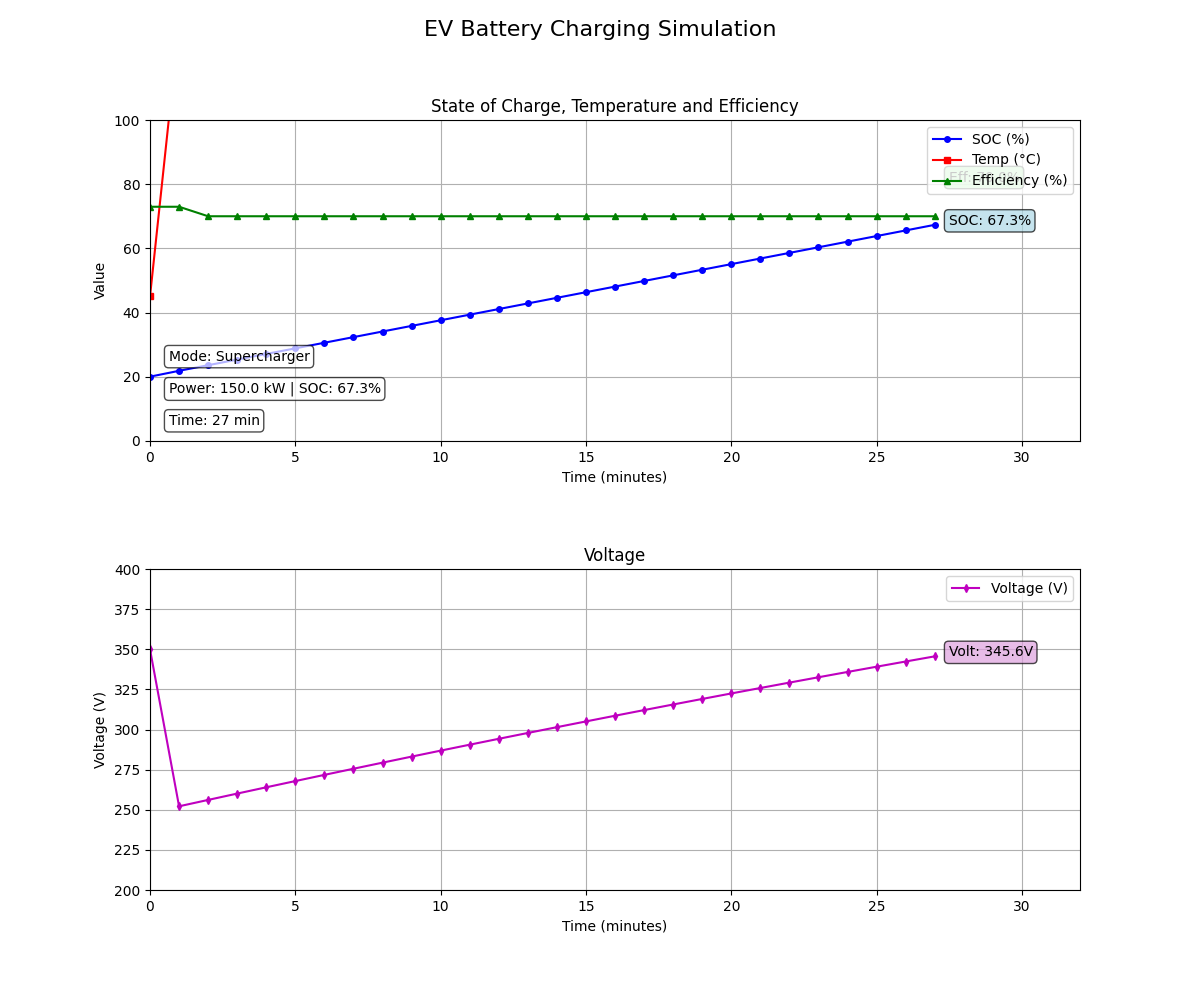 EV Battery Charging Simulation
State of Charge, Temperature and Efficiency
100
80
60
40
20
0
Value
SOC (%)
Temp (°C)
Efficiency (%)
SOC: 67.3%
Mode: Supercharger
Power: 150.0 kW | SOC: 67.3%
Time: 27 min
0 5 10 15 20 25 30
Time (minutes)
Voltage
400
375
350
325
300
275
250
225
200
Voltage (V)
Voltage (V)
Volt: 345.6V
0 5 10 15 20 25 30
Time (minutes)